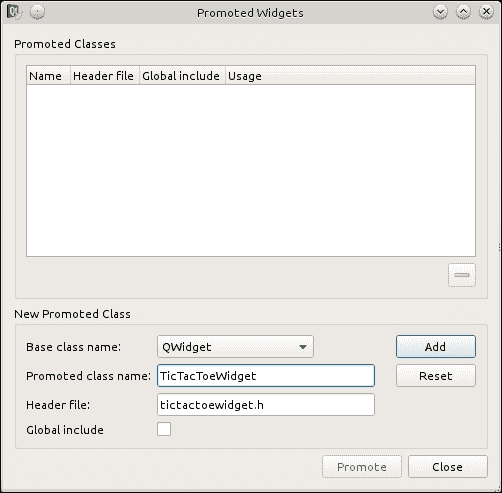 Promoted Widgets
Promoted Classes
Name Header file Global include Usage
New Promoted Class
Base class name: QWidget Add
Promoted class name: TicTacToeWidget Reset
Header file: tictactoewidget.h
Global include
Promote Close